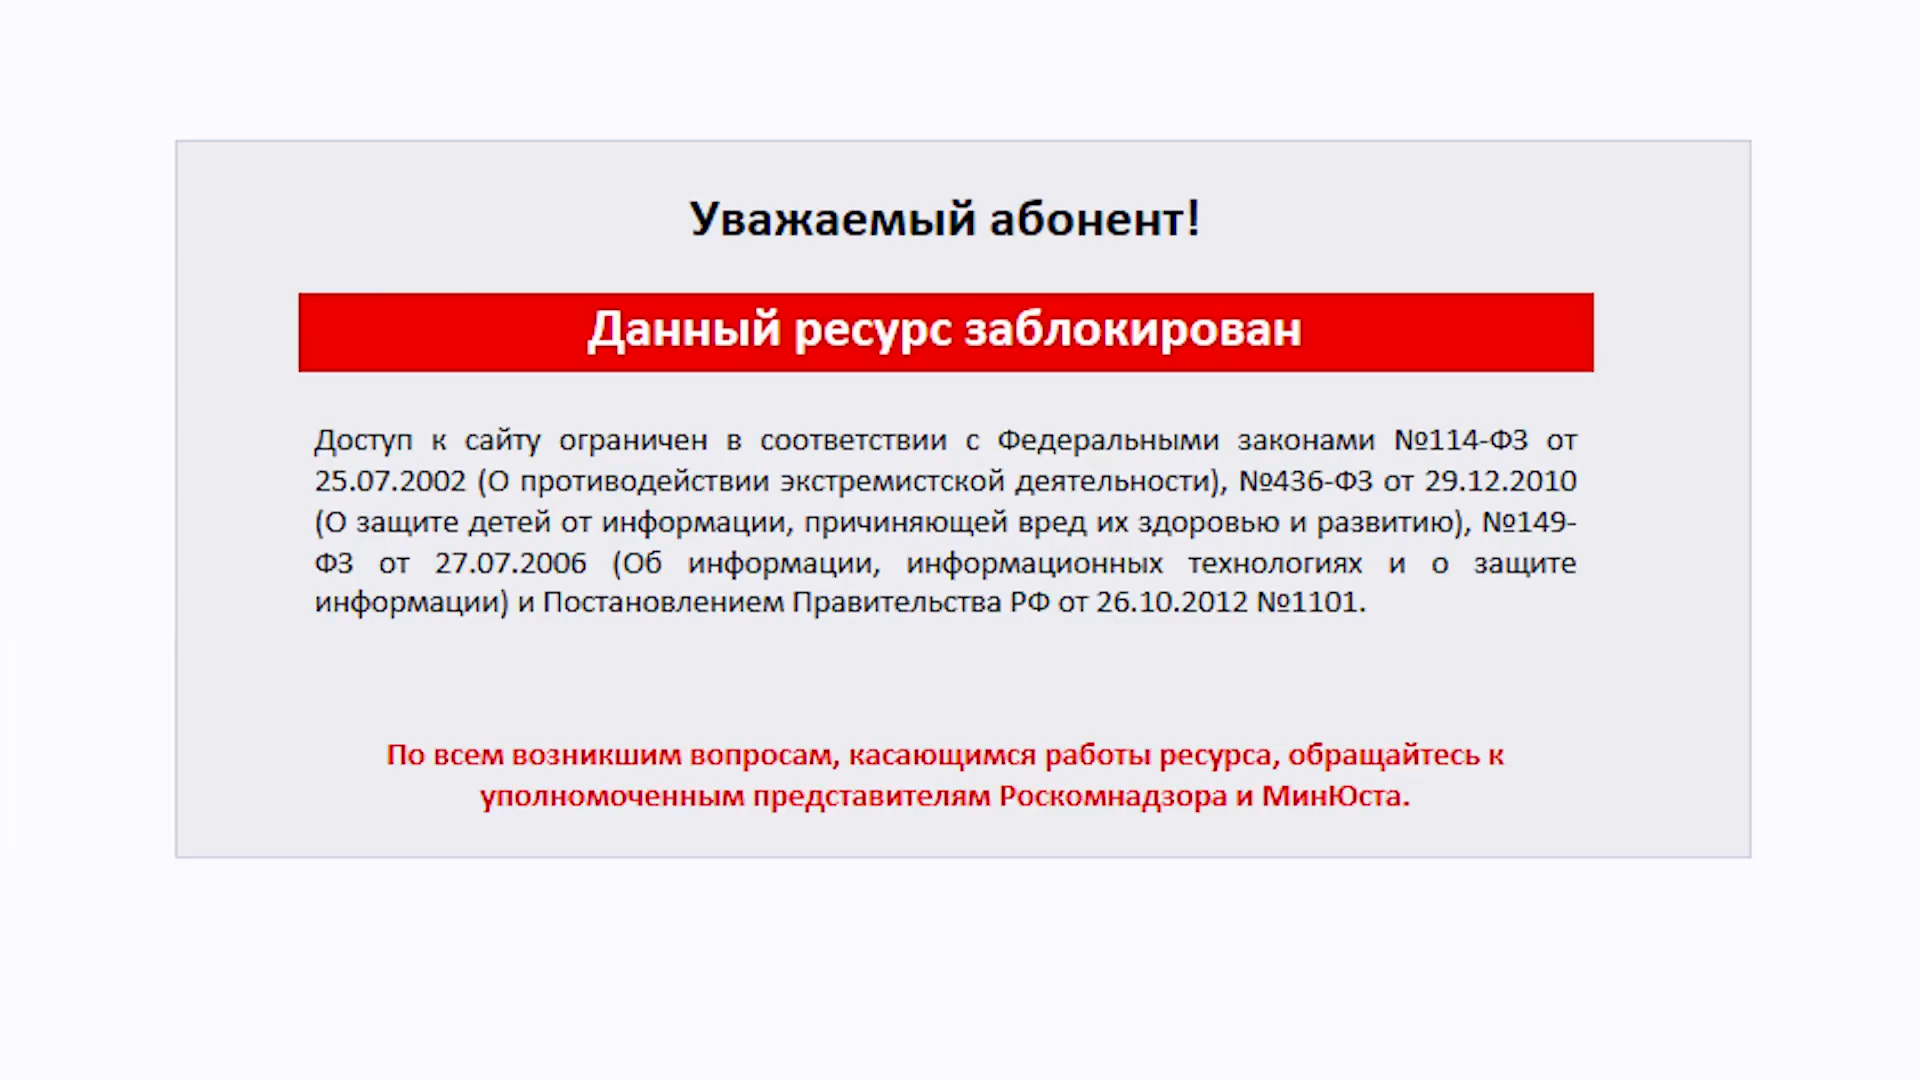 Уважаемый абонент!
Данный ресурс заблокирован
Доступ к сайту ограничен в соответствии с Федеральными законами №114-ФЗ от
25.07.2002 (О противодействии экстремистской деятельности), №436-ФЗ от 29.12.2010
(О защите детей от информации, причиняющей вред их здоровью и развитию), №149-
ФЗ от 27.07.2006 (Об информации, информационных технологиях и о защите
информации) и Постановлением Правительства РФ от 26.10.2012 №1101.
По всем возникшим вопросам, касающимся работы ресурса, обращайтесь к
уполномоченным представителям Роскомнадзора и МинЮста.